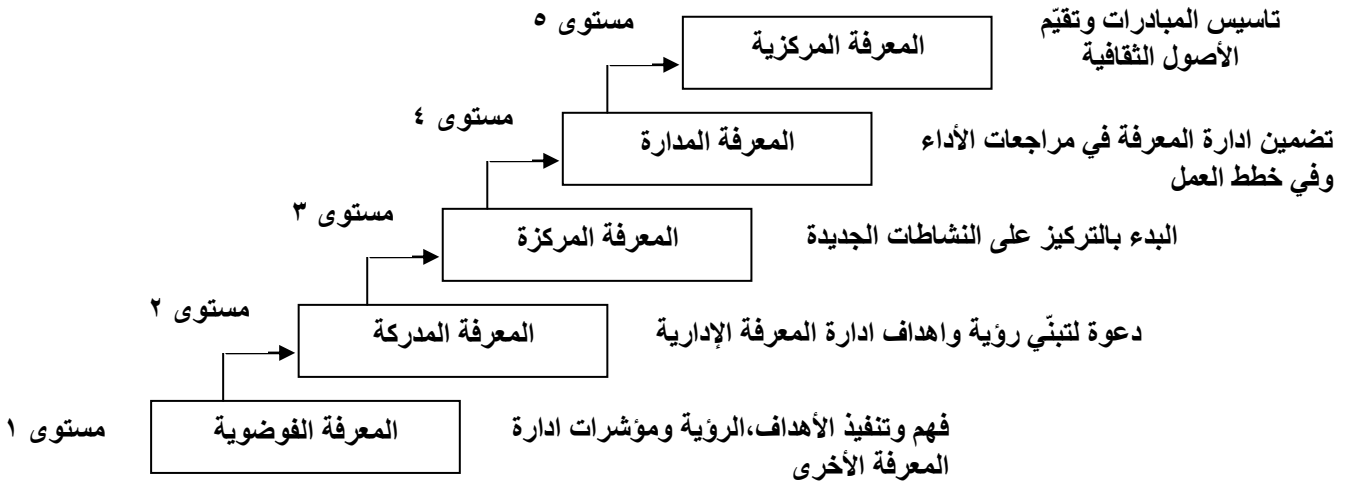 تاسيس المبادرات وتقيّم
الأصول الثقافية
المعرفة المركزية
مستوى ٥
تضمين ادارة المعرفة في مراجعات الأداء
وفي خطط العمل
المعرفة المدارة
مستوى ٤
البدء بالتركيز على النشاطات الجديدة
المعرفة المركزة
مستوى ٣
دعوة لتبنّي رؤية واهداف ادارة المعرفة الإدارية
المعرفة المدركة
مستوى ٢
فهم وتنفيذ الأهداف،الرؤية ومؤشرات ادارة
المعرفة الأخرى
المعرفة الفوضوية
مستوى ١